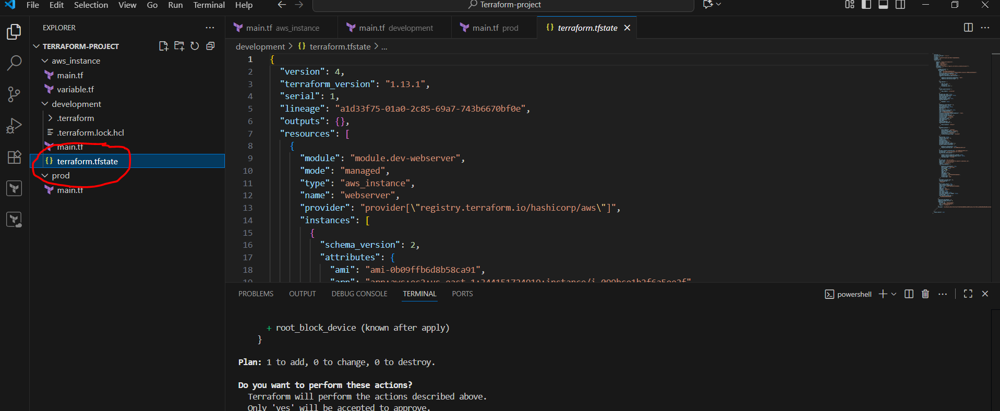 File Edit Selection View Go Run Terminal Help
Terraform-project
EXPLORER
TERRAFORM-PROJECT
aws_instance
main.tf
variable.tf
development
.terraform
.terraform.lock.hcl
main.tf
terraform.tfstate
prod
main.tf
main.tf aws_instance
main.tf development
main.tf prod
{} terraform.tfstate
development > {} terraform.tfstate > ...
1 {
2 "version": 4,
3 "terraform_version": "1.13.1",
4 "serial": 1,
5 "lineage": "a1d33f75-01a0-2c85-69a7-743b6670bf0e",
6 "outputs": {},
7 "resources": [
8 {
9 "module": "module.dev-webserver",
10 "mode": "managed",
11 "type": "aws_instance",
12 "name": "webserver",
13 "provider": "provider[\"registry.terraform.io/hashicorp/aws\"]",
14 "instances": [
15 {
16 "schema_version": 2,
17 "attributes": {
18 "ami": "ami-0b09ffb6d8b58ca91",
PROBLEMS OUTPUT DEBUG CONSOLE TERMINAL PORTS
powershell
+ root_block_device (known after apply)
}
Plan: 1 to add, 0 to change, 0 to destroy.
Do you want to perform these actions?
Terraform will perform the actions described above.
Only 'yes' will be accepted to approve.